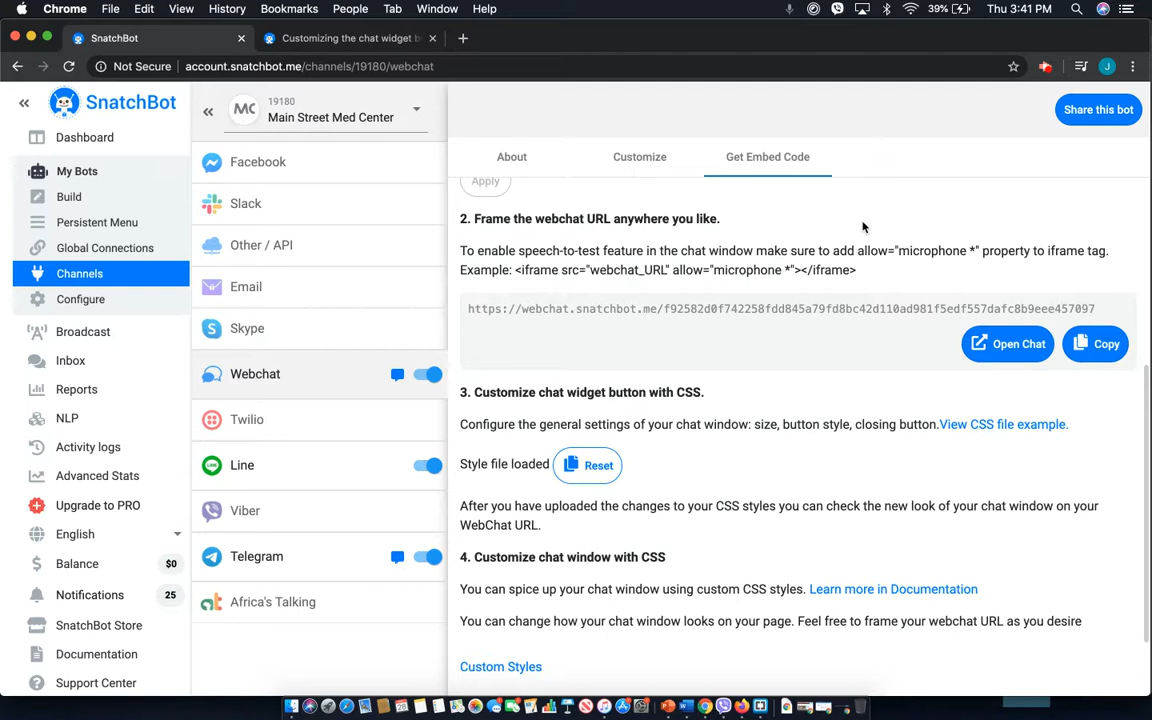 Chrome File Edit View History Bookmarks People Tab Window Help 39% Thu 3:41 PM
SnatchBot
Customizing the chat widget b
Not Secure account.snatchbot.me/channels/19180/webchat
J
SnatchBot
Dashboard
My Bots
Build
Persistent Menu
Global Connections
Channels
Configure
Broadcast
Inbox
Reports
NLP
Activity logs
Advanced Stats
Upgrade to PRO
English
Balance $0
Notifications 25
SnatchBot Store
Documentation
Support Center
MC
19180
Main Street Med Center
Facebook
Slack
Other / API
Email
Skype
Webchat
Twilio
Line
Viber
Telegram
Africa's Talking
Share this bot
About Customize Get Embed Code
Apply
2. Frame the webchat URL anywhere you like.
To enable speech-to-test feature in the chat window make sure to add allow="microphone *" property to iframe tag.
Example: <iframe src="webchat_URL" allow="microphone *"></iframe>
https://webchat.snatchbot.me/f92582d0f742258fdd845a79fd8bc42d110ad981f5edf557dafc8b9eee457097
Open Chat Copy
3. Customize chat widget button with CSS.
Configure the general settings of your chat window: size, button style, closing button.View CSS file example.
Style file loaded Reset
After you have uploaded the changes to your CSS styles you can check the new look of your chat window on your
WebChat URL.
4. Customize chat window with CSS
You can spice up your chat window using custom CSS styles. Learn more in Documentation
You can change how your chat window looks on your page. Feel free to frame your webchat URL as you desire
Custom Styles